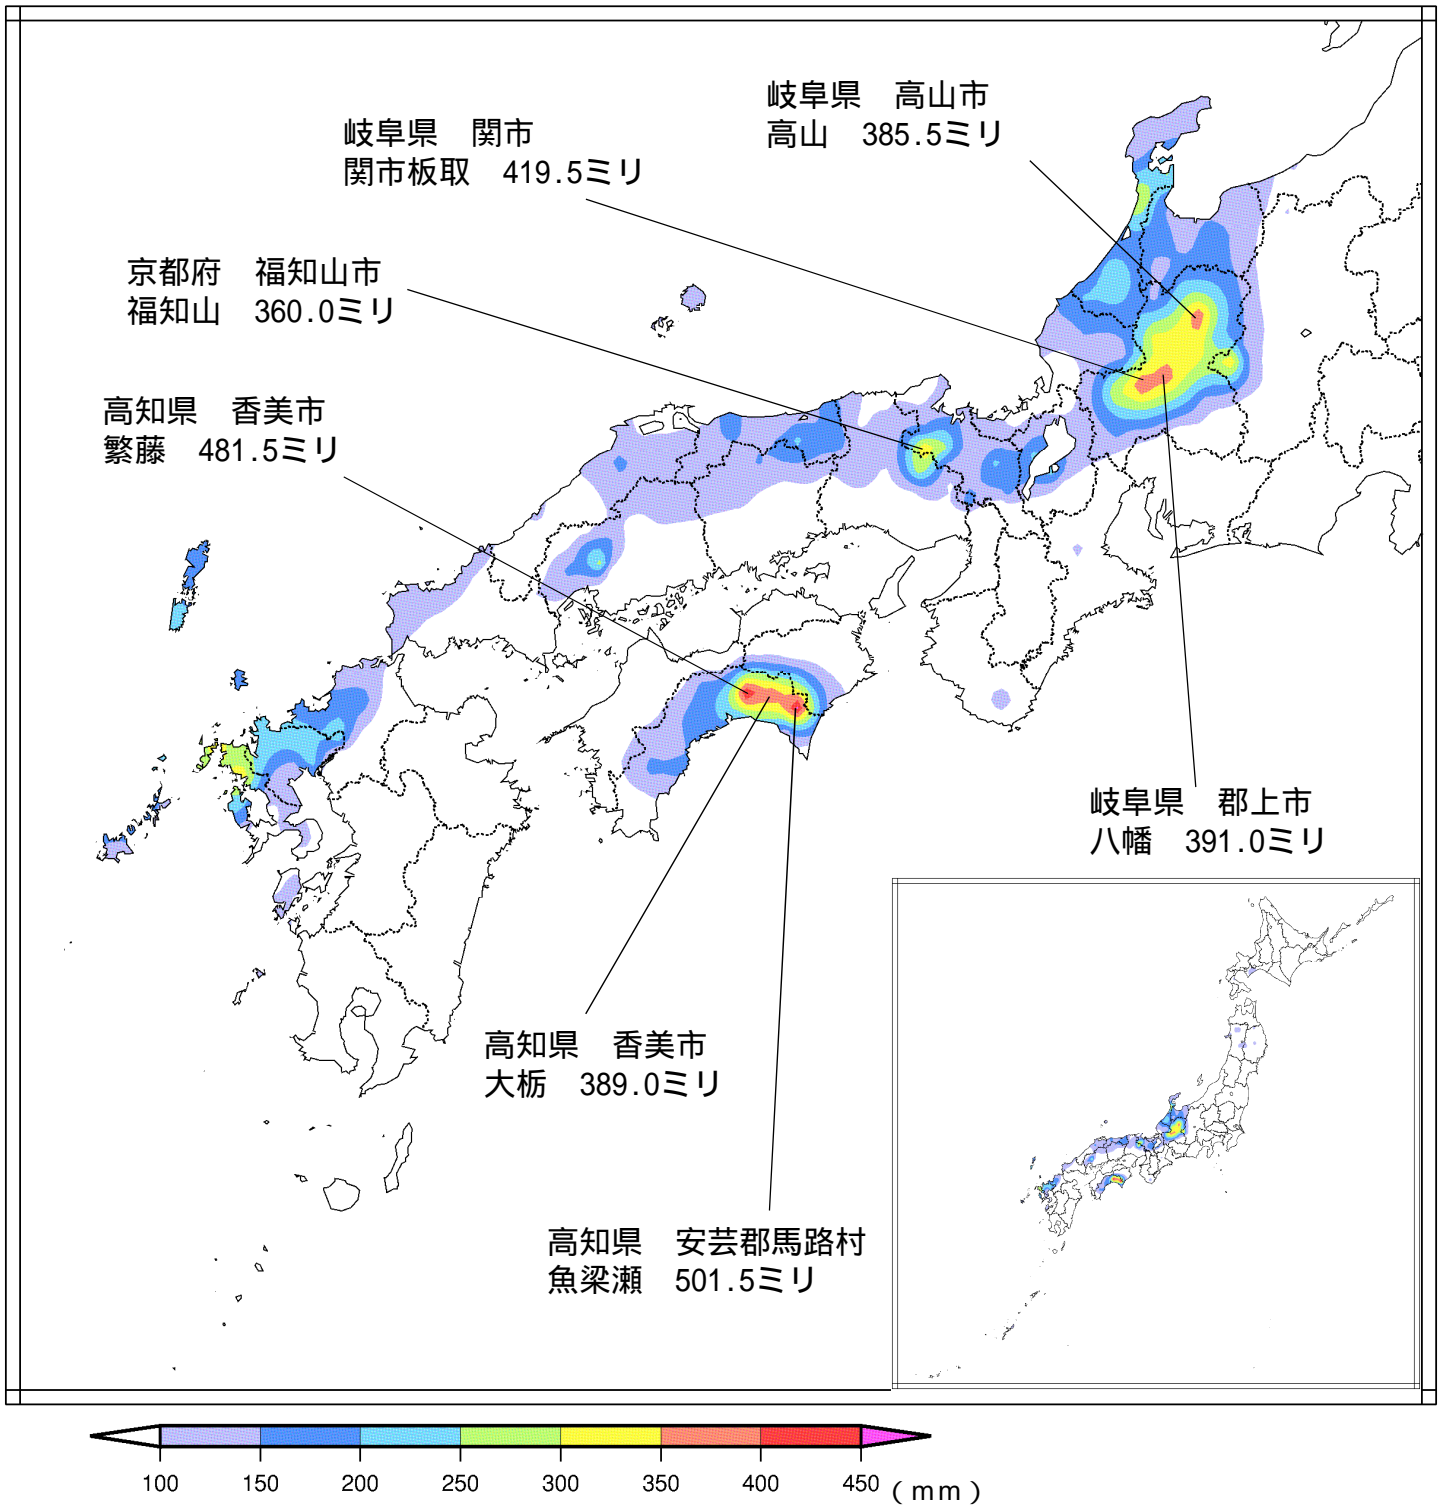 岐阜県　高山市
高山　385.5ミリ
岐阜県　関市
関市板取　419.5ミリ
京都府　福知山市
福知山　360.0ミリ
高知県　香美市
繁藤　481.5ミリ
岐阜県　郡上市
八幡　391.0ミリ
高知県　香美市
大栃　389.0ミリ
高知県　安芸郡馬路村
魚梁瀬　501.5ミリ
100 150 200 250 300 350 400 450 (mm)